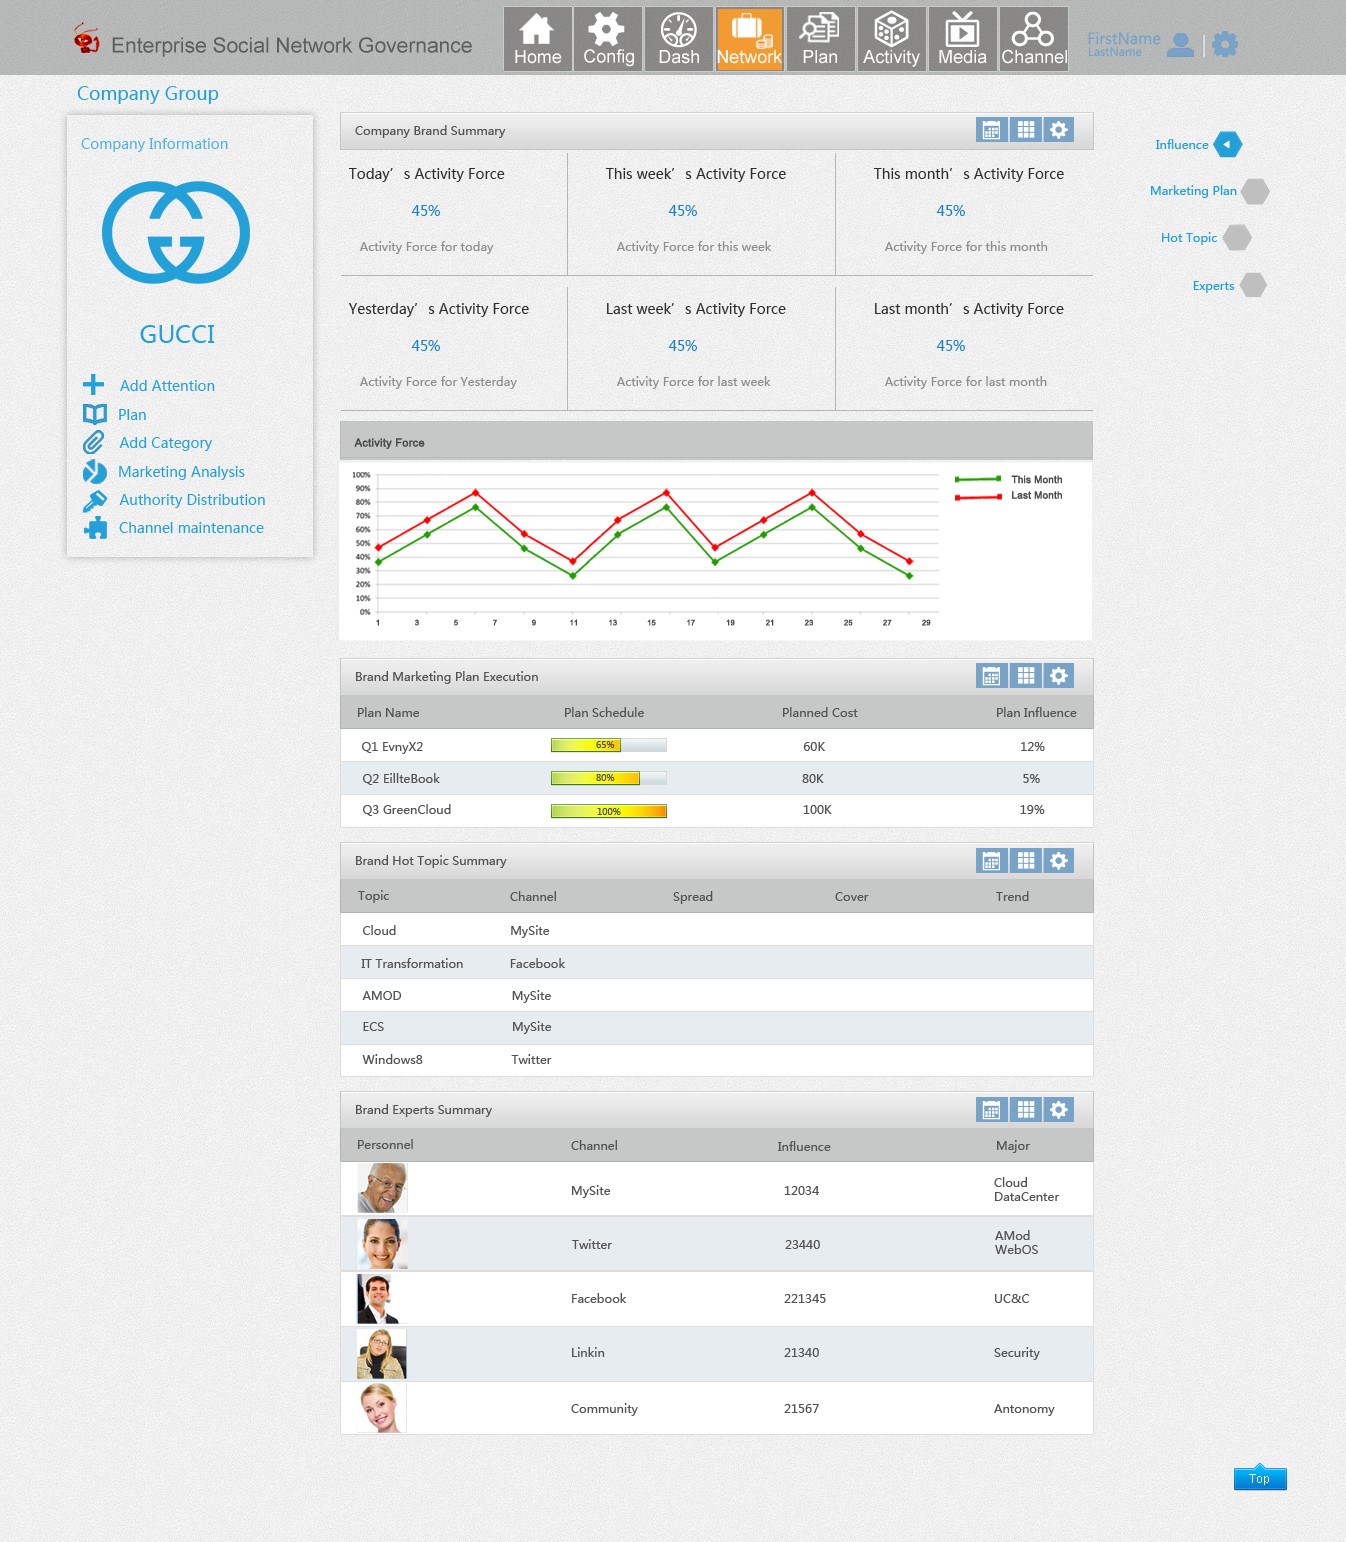 Enterprise Social Network Governance
Home Config Dash Network Plan Activity Media Channel
FirstName
LastName
Company Group
Company Information
GUCCI
Add Attention
Plan
Add Category
Marketing Analysis
Authority Distribution
Channel maintenance
Company Brand Summary
Today's Activity Force
45%
Activity Force for today
This week's Activity Force
45%
Activity Force for this week
This month's Activity Force
45%
Activity Force for this month
Yesterday's Activity Force
45%
Activity Force for Yesterday
Last week's Activity Force
45%
Activity Force for last week
Last month's Activity Force
45%
Activity Force for last month
Activity Force
100%
90%
80%
70%
60%
50%
40%
30%
20%
10%
0%
1 3 5 7 9 11 13 15 17 19 21 23 25 27 29
This Month
Last Month
Brand Marketing Plan Execution
Plan Name Plan Schedule Planned Cost Plan Influence
Q1 EvnyX2 65% 60K 12%
Q2 EillteBook 80% 80K 5%
Q3 GreenCloud 100% 100K 19%
Brand Hot Topic Summary
Topic Channel Spread Cover Trend
Cloud MySite
IT Transformation Facebook
AMOD MySite
ECS MySite
Windows8 Twitter
Brand Experts Summary
Personnel Channel Influence Major
MySite 12034 Cloud
DataCenter
Twitter 23440 AMod
WebOS
Facebook 221345 UC&C
Linkin 21340 Security
Community 21567 Antonomy
Influence
Marketing Plan
Hot Topic
Experts
Top